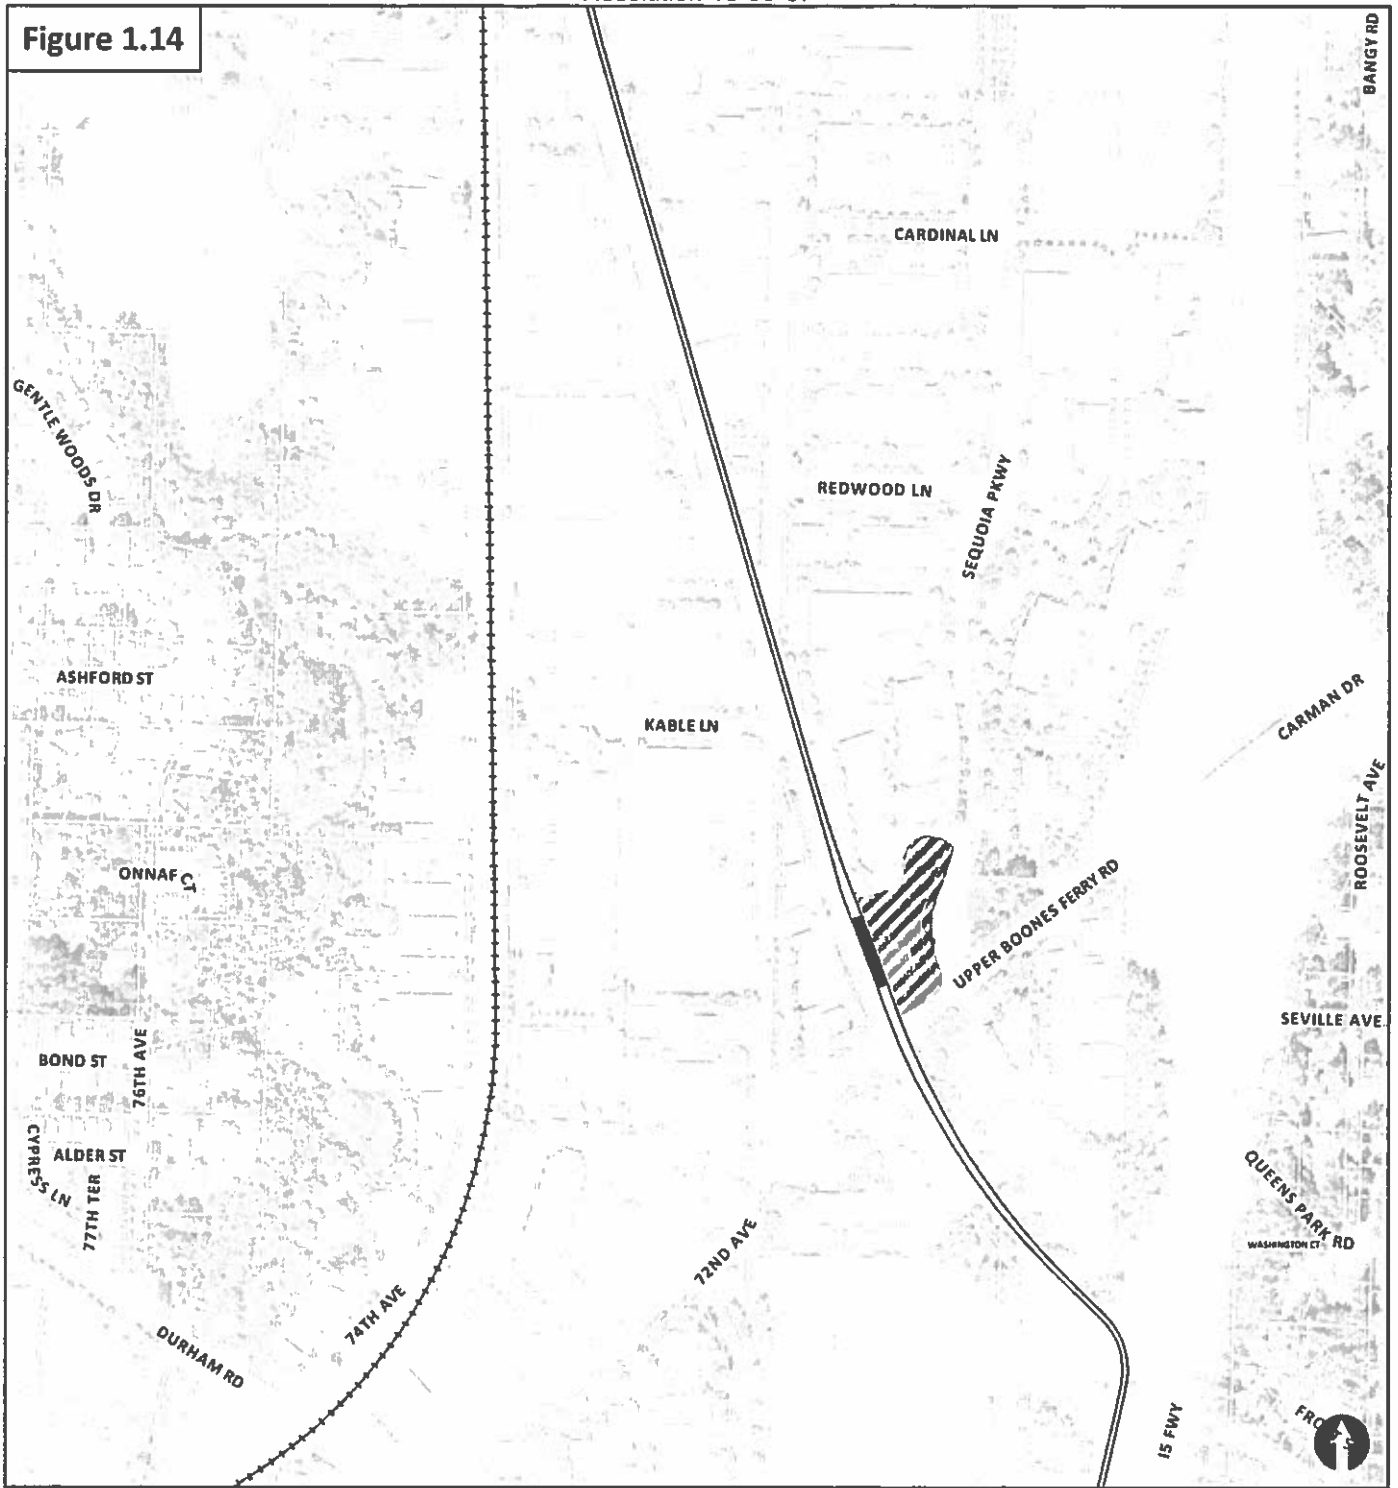 Figure 1.14
BANGY RD
CARDINAL LN
GENTLE WOODS DR
REDWOOD LN
SEQUOIA PKWY
ASHFORD ST
KABLE LN
CARMAN DR
ROOSEVELT AVE
ONNAF CT
UPPER BOONES FERRY RD
SEVILLE AVE
BOND ST
76TH AVE
CYPRESS LN
ALDER ST
77TH TER
QUEENS PARK RD
WASHINGTON CT
72ND AVE
74TH AVE
DURHAM RD
I5 FWY